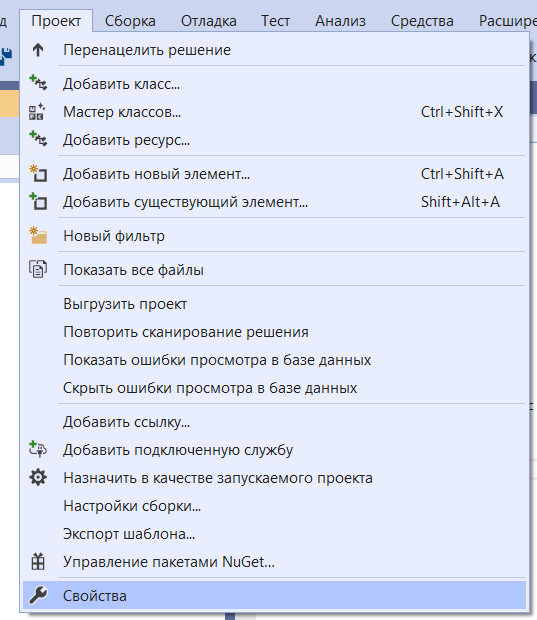 д Проект Сборка Отладка Тест Анализ Средства Расшире
Перенацелить решение
Добавить класс...
Мастер классов... Ctrl+Shift+X
Добавить ресурс...
Добавить новый элемент... Ctrl+Shift+A
Добавить существующий элемент... Shift+Alt+A
Новый фильтр
Показать все файлы
Выгрузить проект
Повторить сканирование решения
Показать ошибки просмотра в базе данных
Скрыть ошибки просмотра в базе данных
Добавить ссылку...
Добавить подключенную службу
Назначить в качестве запускаемого проекта
Настройки сборки...
Экспорт шаблона...
Управление пакетами NuGet...
Свойства